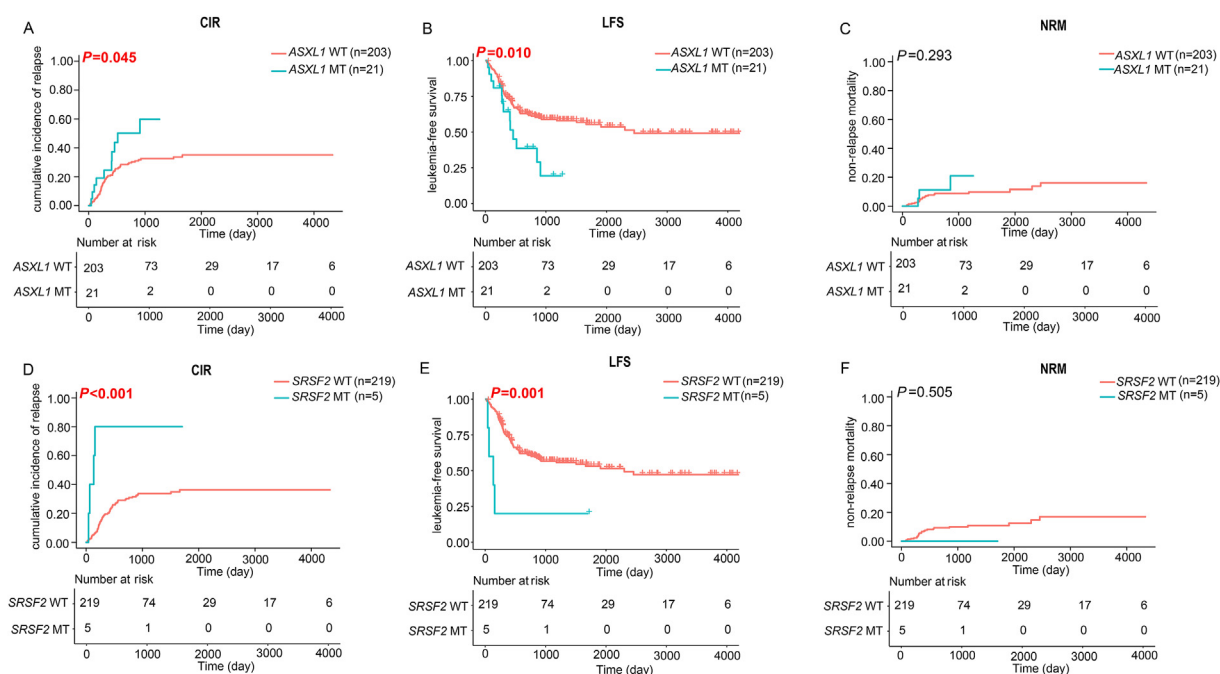 A
CIR
P=0.045
ASXL1 WT (n=203)
ASXL1 MT (n=21)
cumulative incidence of relapse
1.00
0.80
0.60
0.40
0.20
0.00
0 1000 2000 3000 4000
Time (day)
Number at risk
ASXL1 WT 203 73 29 17 6
ASXL1 MT 21 2 0 0 0
0 1000 2000 3000 4000
Time (day)
B
LFS
P=0.010
ASXL1 WT (n=203)
ASXL1 MT (n=21)
leukemia-free survival
1.00
0.75
0.50
0.25
0.00
0 1000 2000 3000 4000
Time (day)
Number at risk
ASXL1 WT 203 73 29 17 6
ASXL1 MT 21 2 0 0 0
0 1000 2000 3000 4000
Time (day)
C
NRM
P=0.293
ASXL1 WT (n=203)
ASXL1 MT (n=21)
non-relapse mortality
1.00
0.80
0.60
0.40
0.20
0.00
0 1000 2000 3000 4000
Time (day)
Number at risk
ASXL1 WT 203 73 29 17 6
ASXL1 MT 21 2 0 0 0
0 1000 2000 3000 4000
Time (day)
D
CIR
P<0.001
SRSF2 WT (n=219)
SRSF2 MT (n=5)
cumulative incidence of relapse
1.00
0.80
0.60
0.40
0.20
0.00
0 1000 2000 3000 4000
Time (day)
Number at risk
SRSF2 WT 219 74 29 17 6
SRSF2 MT 5 1 0 0 0
0 1000 2000 3000 4000
Time (day)
E
LFS
P=0.001
SRSF2 WT (n=219)
SRSF2 MT (n=5)
leukemia-free survival
1.00
0.75
0.50
0.25
0.00
0 1000 2000 3000 4000
Time (day)
Number at risk
SRSF2 WT 219 74 29 17 6
SRSF2 MT 5 1 0 0 0
0 1000 2000 3000 4000
Time (day)
F
NRM
P=0.505
SRSF2 WT (n=219)
SRSF2 MT (n=5)
non-relapse mortality
1.00
0.80
0.60
0.40
0.20
0.00
0 1000 2000 3000 4000
Time (day)
Number at risk
SRSF2 WT 219 74 29 17 6
SRSF2 MT 5 1 0 0 0
0 1000 2000 3000 4000
Time (day)